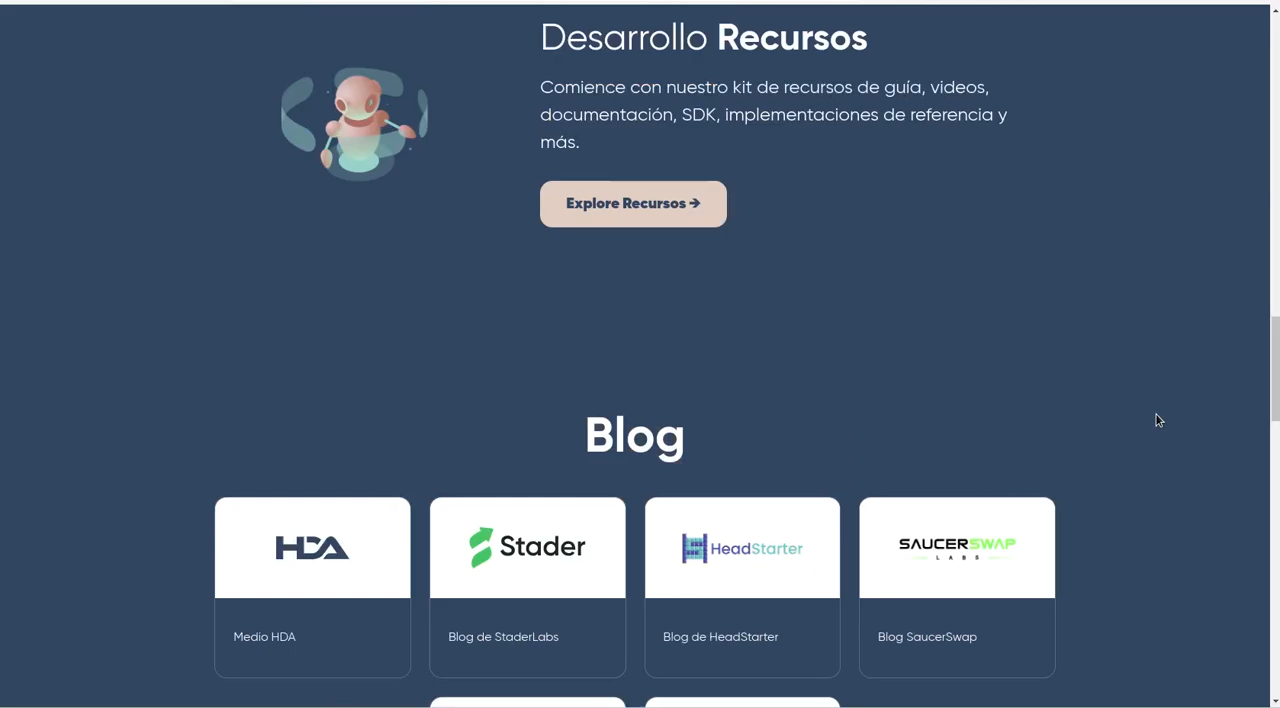 Desarrollo Recursos
Comience con nuestro kit de recursos de guía, videos,
documentación, SDK, implementaciones de referencia y
más.
Explore Recursos →
Blog
HDA
Stader
HeadStarter
SAUCERSWAP
LABS
Medio HDA
Blog de StaderLabs
Blog de HeadStarter
Blog SaucerSwap